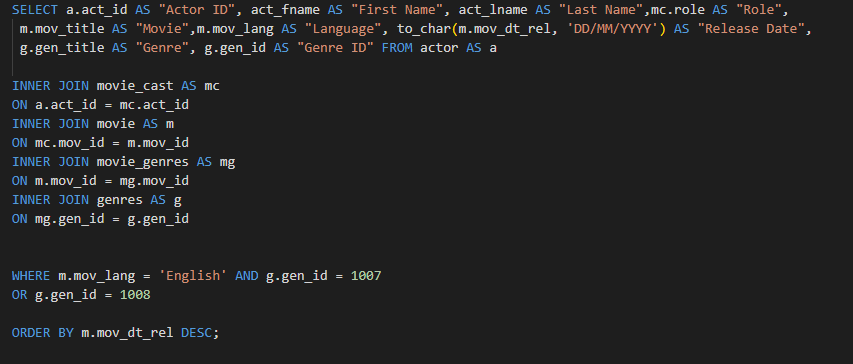 SELECT a.act_id AS "Actor ID", act_fname AS "First Name", act_lname AS "Last Name",mc.role AS "Role",
m.mov_title AS "Movie",m.mov_lang AS "Language", to_char(m.mov_dt_rel, 'DD/MM/YYYY') AS "Release Date",
g.gen_title AS "Genre", g.gen_id AS "Genre ID" FROM actor AS a
INNER JOIN movie_cast AS mc
ON a.act_id = mc.act_id
INNER JOIN movie AS m
ON mc.mov_id = m.mov_id
INNER JOIN movie_genres AS mg
ON m.mov_id = mg.mov_id
INNER JOIN genres AS g
ON mg.gen_id = g.gen_id
WHERE m.mov_lang = 'English' AND g.gen_id = 1007
OR g.gen_id = 1008
ORDER BY m.mov_dt_rel DESC;